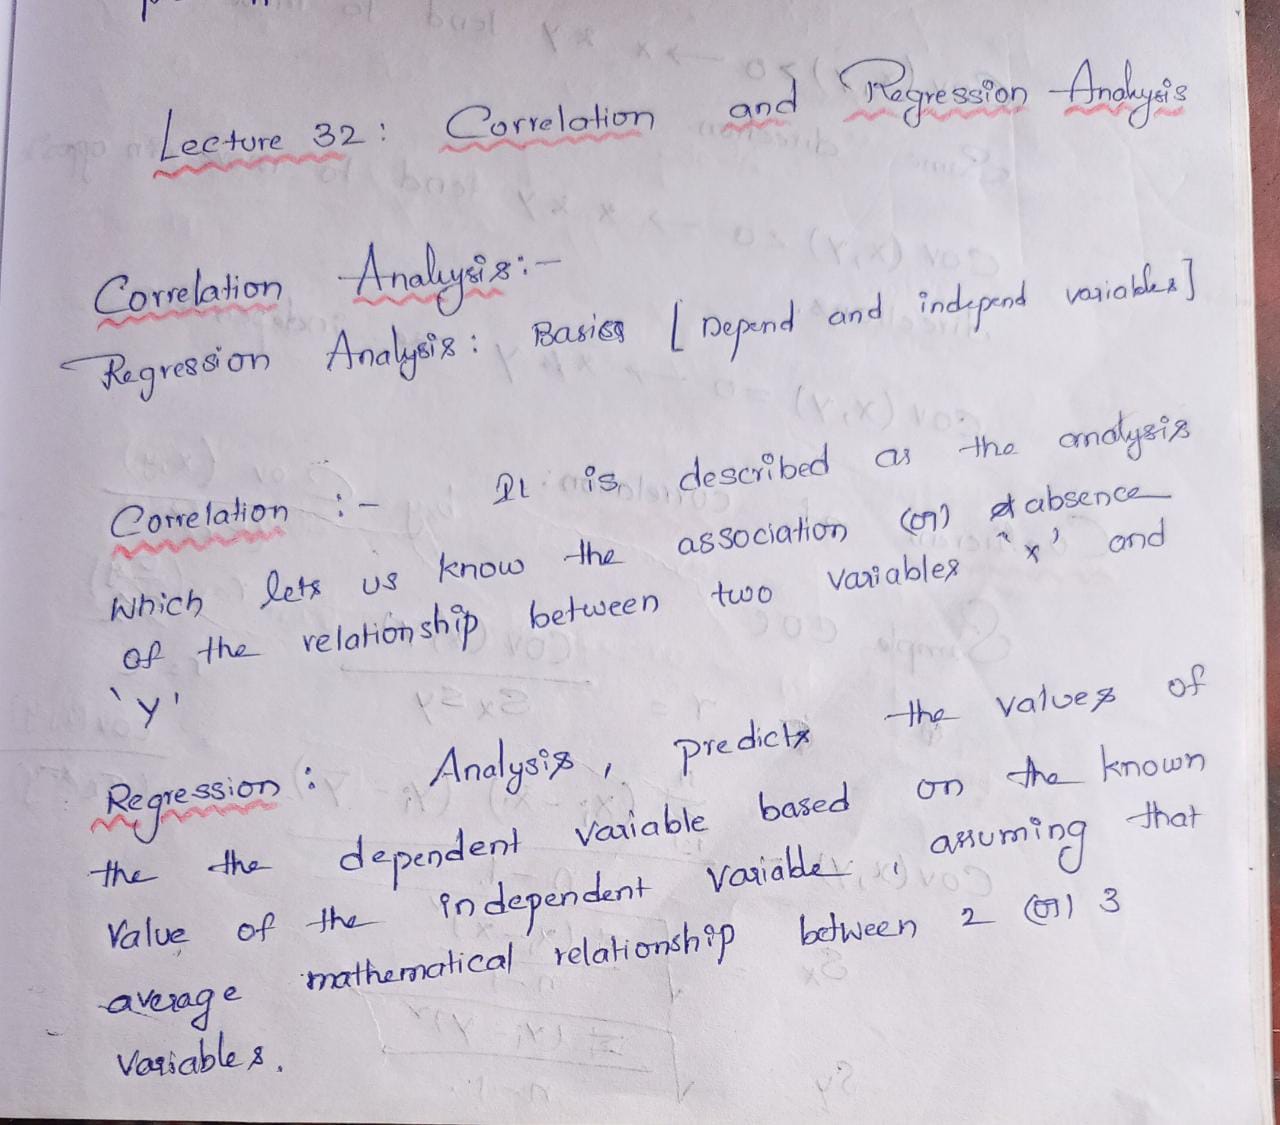 Lecture 32: Correlation and Regression Analysis
Correlation Analysis:-
Regression Analysis: Basics [Depend and independ variables]
Correlation :- It is described as the analysis
which lets us know the association (or) absence
of the relationship between two variables 'x' and
'y'
Regression: Analysis, predicts the values of
the the dependent variable based on the known
value of the independent variable, assuming that
average mathematical relationship between 2 (or) 3
variables.